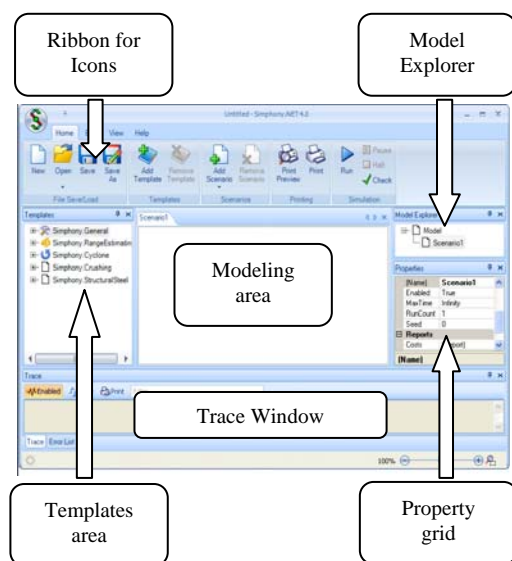 Ribbon for
Icons
Model
Explorer
Untitled - Simphony.NET 4.0
Home
View
Help
New
Open
Save
Save
As
Add
Template
Remove
Template
Add
Scenario
Remove
Scenario
Print
Preview
Print
Run
Pause
Halt
Check
File Save/Load
Templates
Scenarios
Printing
Simulation
Templates
Scenario1
Model Explorer
Simphony.General
Simphony.RangeEstimatin
Simphony.Cyclone
Simphony.Crushing
Simphony.StructuralSteel
Model
Scenario1
Modeling
area
Properties
(Name) Scenario1
Enabled True
MaxTime Infinity
RunCount 1
Seed 0
Reports
Costs
(Name)
Trace
Enabled
Print
Trace Window
Trace
Error List
100%
Templates
area
Property
grid